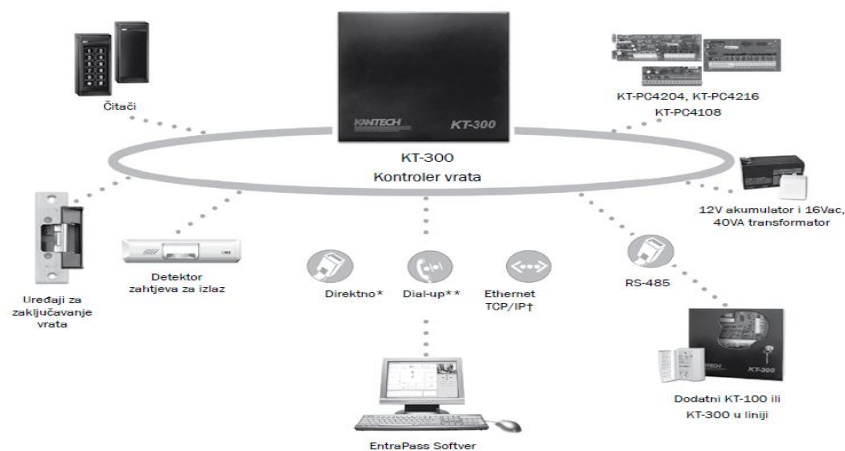 KANTECH
KT-300
KT-300
Kontroler vrata
Čitači
KT-PC4204, KT-PC4216
KT-PC4108
12V akumulator i 16Vac,
40VA transformator
Uređaji za
zaključavanje
vrata
Detektor
zahtjeva za izlaz
Direktno*
Dial-up**
Ethernet
TCP/IP†
RS-485
KT-300
Dodatni KT-100 ili
KT-300 u liniji
EntraPass Softver